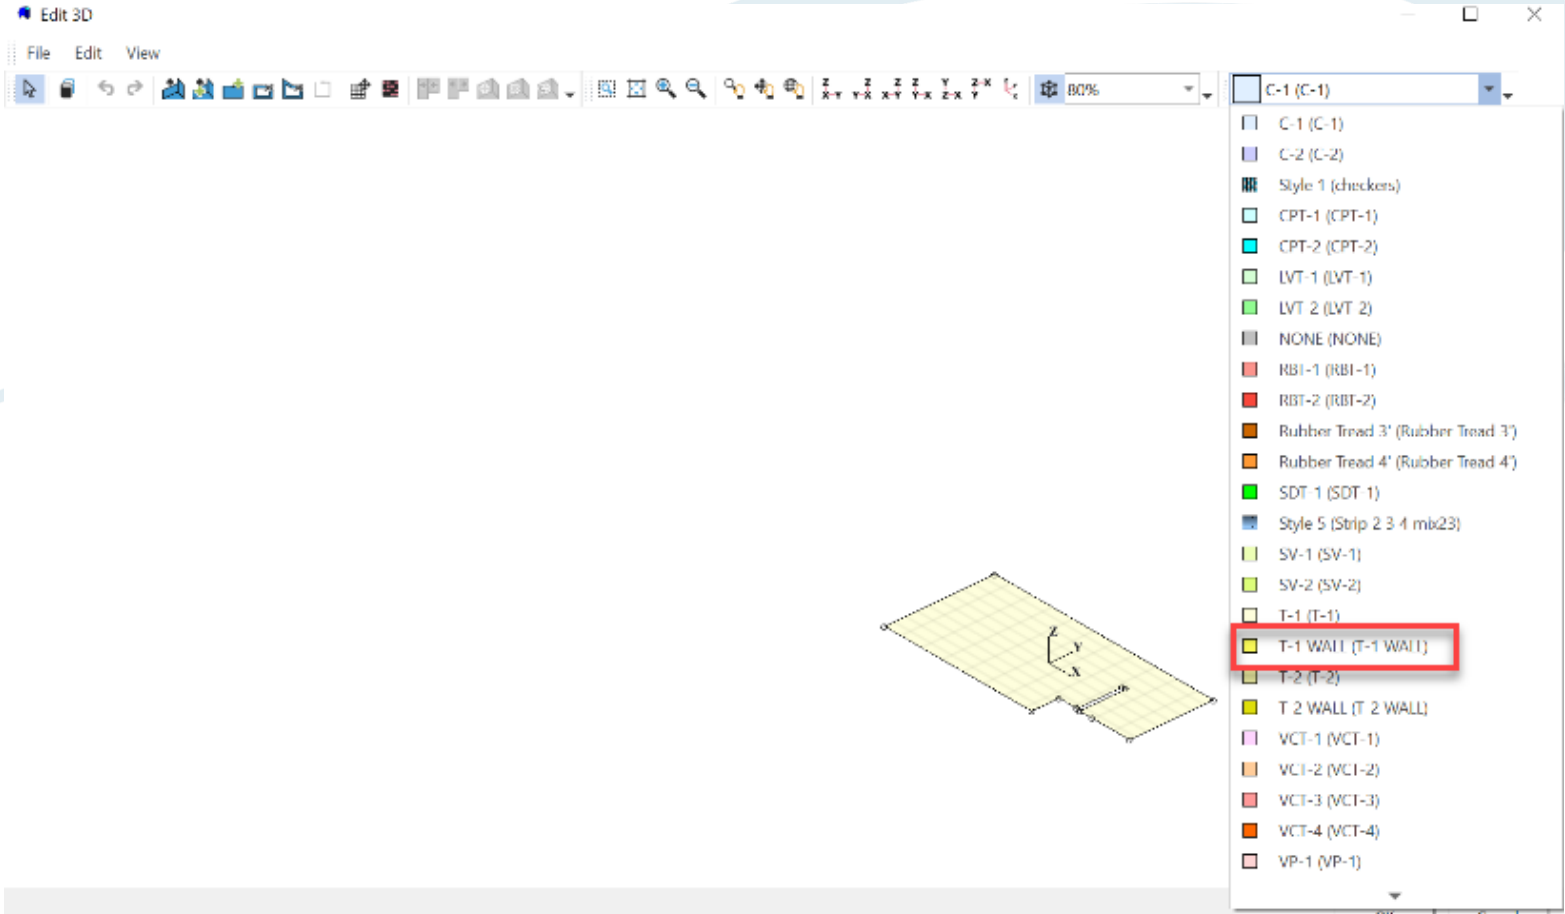 Edit 3D
File Edit View
80%
C-1 (C-1)
C-1 (C-1)
C-2 (C-2)
Style 1 (checkers)
CPT-1 (CPT-1)
CPT-2 (CPT-2)
LVT-1 (LVT-1)
LVT-2 (LVT-2)
NONE (NONE)
RBT-1 (RBT-1)
RBT-2 (RBT-2)
Rubber Tread 3' (Rubber Tread 3')
Rubber Tread 4' (Rubber Tread 4')
SDT-1 (SDT-1)
Style 5 (Strip 2 3 4 mix23)
SV-1 (SV-1)
SV-2 (SV-2)
T-1 (T-1)
T-1 WALL (T-1 WALL)
T-2 (T-2)
T-2 WALL (T-2 WALL)
VCT-1 (VCT-1)
VCT-2 (VCT-2)
VCT-3 (VCT-3)
VCT-4 (VCT-4)
VP-1 (VP-1)
Z
Y
X